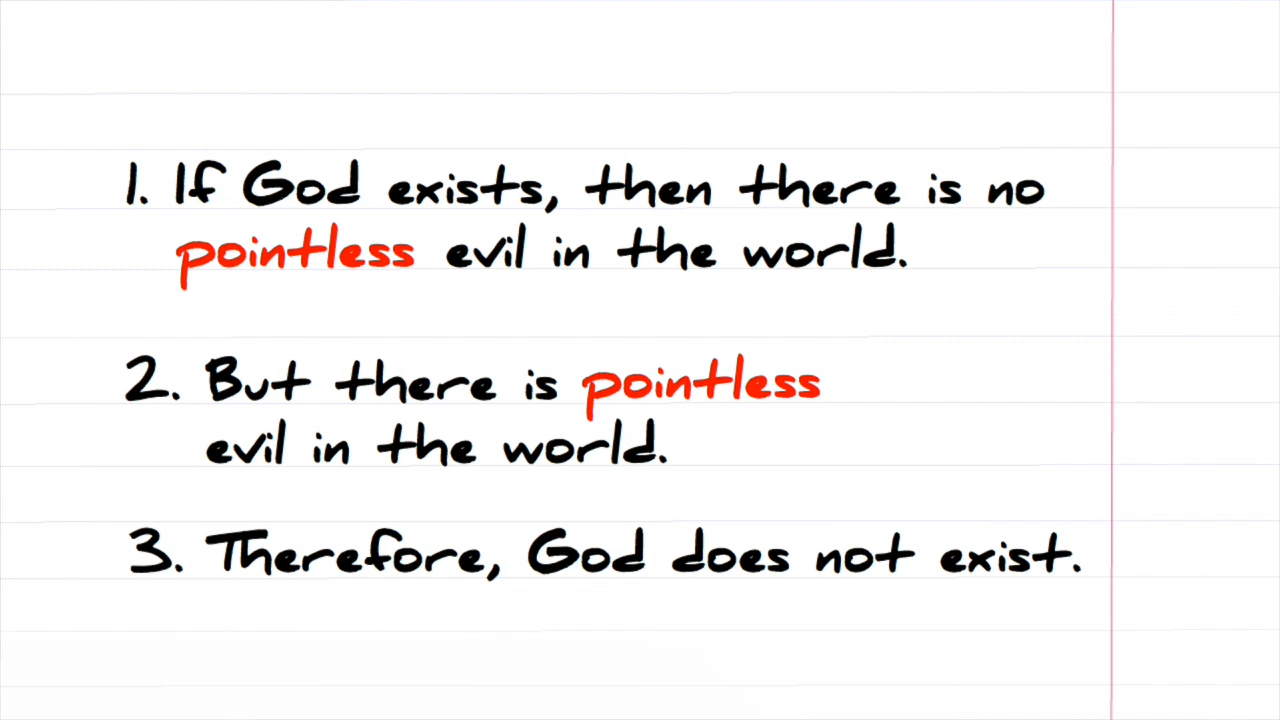 1. If God exists, then there is no
pointless evil in the world.
2. But there is pointless
evil in the world.
3. Therefore, God does not exist.